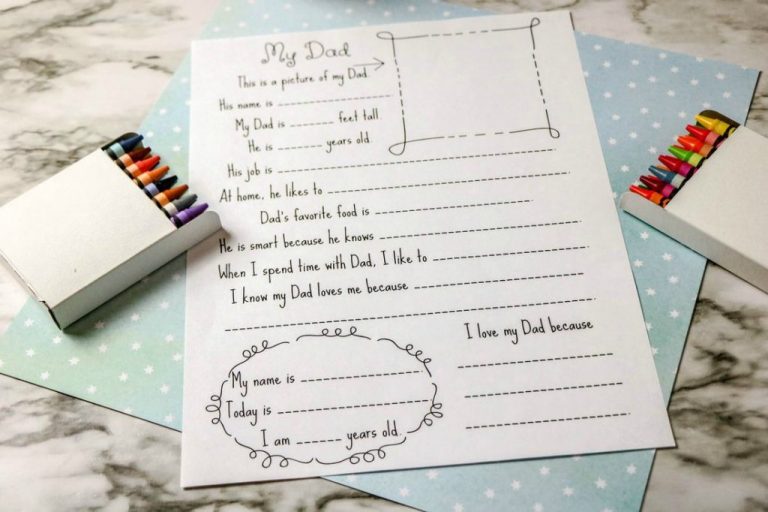 My Dad
This is a picture of my Dad.
His name is
My Dad is ______ feet tall.
He is ______ years old.
His job is
At home, he likes to
Dad's favorite food is
He is smart because he knows
When I spend time with Dad, I like to
I know my Dad loves me because
I love my Dad because
My name is
Today is
I am ______ years old.